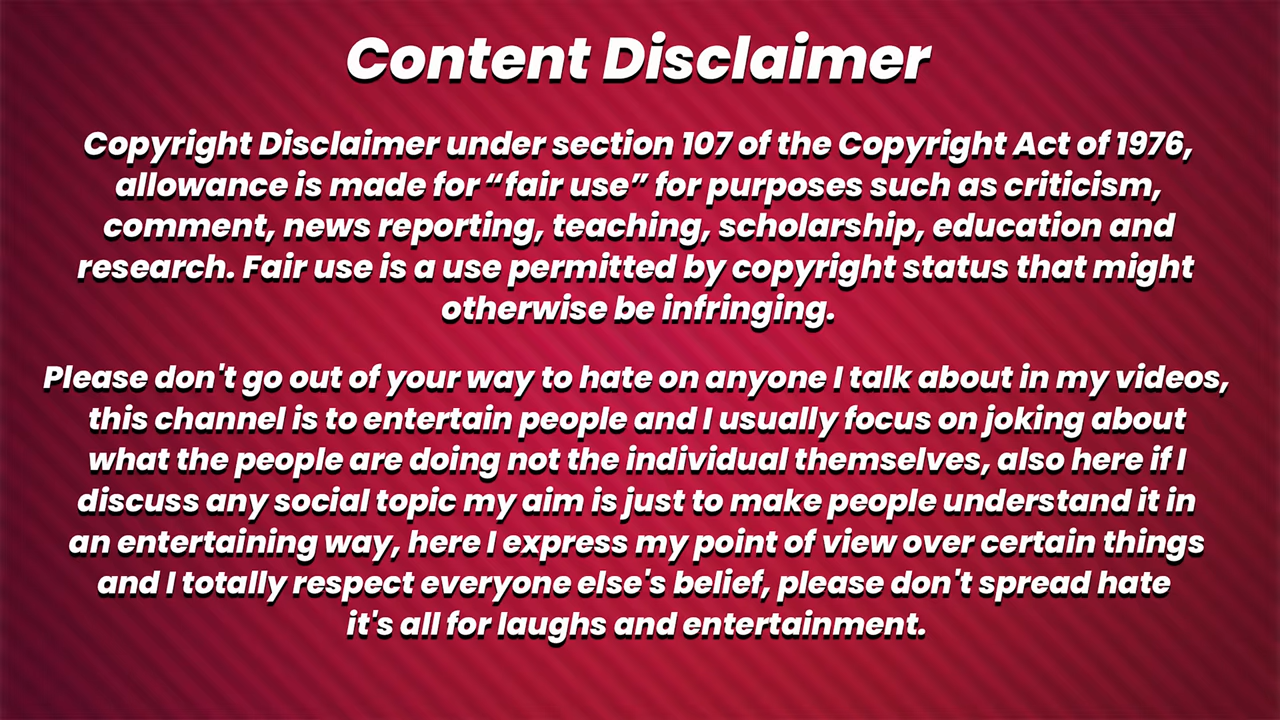 Content Disclaimer
Copyright Disclaimer under section 107 of the Copyright Act of 1976,
allowance is made for “fair use” for purposes such as criticism,
comment, news reporting, teaching, scholarship, education and
research. Fair use is a use permitted by copyright status that might
otherwise be infringing.
Please don't go out of your way to hate on anyone I talk about in my videos,
this channel is to entertain people and I usually focus on joking about
what the people are doing not the individual themselves, also here if I
discuss any social topic my aim is just to make people understand it in
an entertaining way, here I express my point of view over certain things
and I totally respect everyone else's belief, please don't spread hate
it's all for laughs and entertainment.